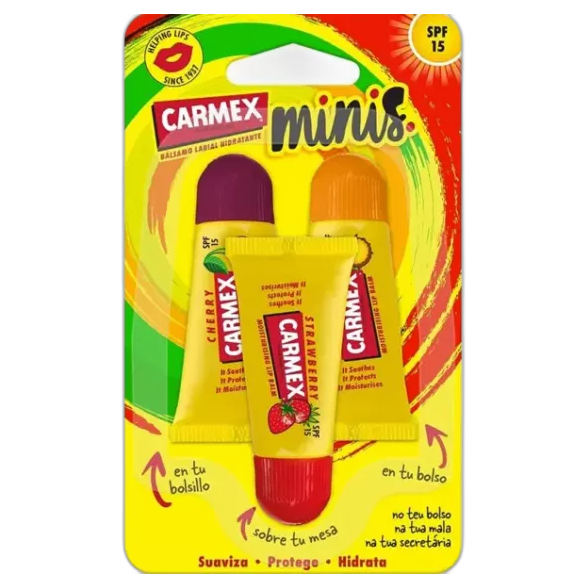 HELPING LIPS
SINCE 1937
SPF
15
CARMEX
minis.
BÁLSAMO LABIAL HIDRATANTE
SPF
15
CHERRY
CARMEX
It Soothes
It Protects
It Moisturises
CARMEX
MOISTURISING LIP BALM
It Soothes
It Protects
It Moisturises
STRAWBERRY
CARMEX
MOISTURISING LIP BALM
It Soothes
It Protects
It Moisturises
SPF
15
en tu
bolsillo
sobre tu mesa
en tu bolso
no teu bolso
na tua mala
na tua secretária
Suaviza • Protege • Hidrata